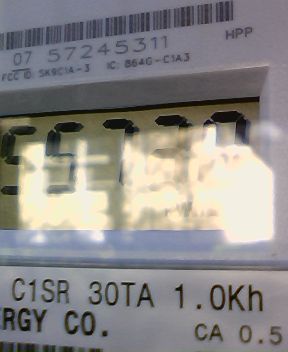 HPP
07 57245311
FCC ID: SK9C1A-3 IC: 864G-C1A3
C1SR 30TA 1.0Kh
RGY CO.
CA 0.5